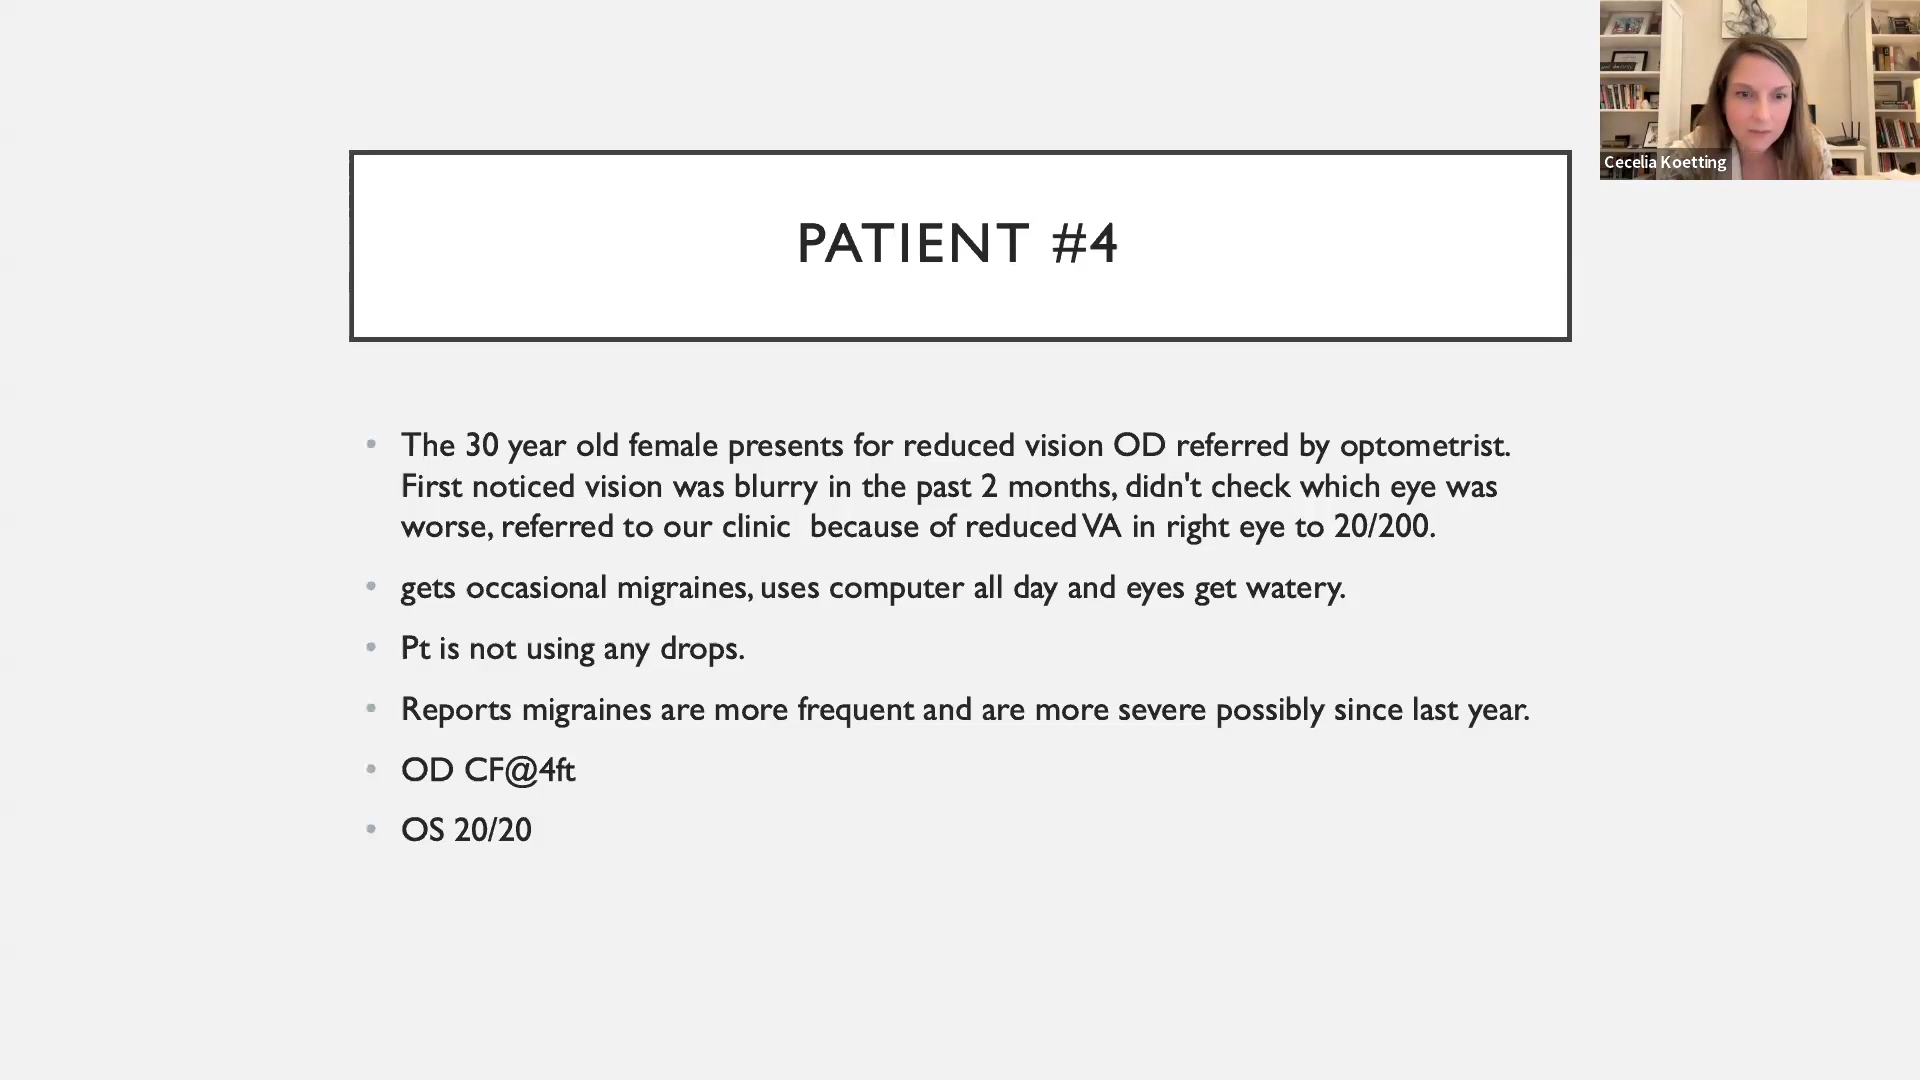 PATIENT #4
Cecelia Koetting
The 30 year old female presents for reduced vision OD referred by optometrist.
First noticed vision was blurry in the past 2 months, didn't check which eye was
worse, referred to our clinic  because of reduced VA in right eye to 20/200.
gets occasional migraines, uses computer all day and eyes get watery.
Pt is not using any drops.
Reports migraines are more frequent and are more severe possibly since last year.
OD CF@4ft
OS 20/20